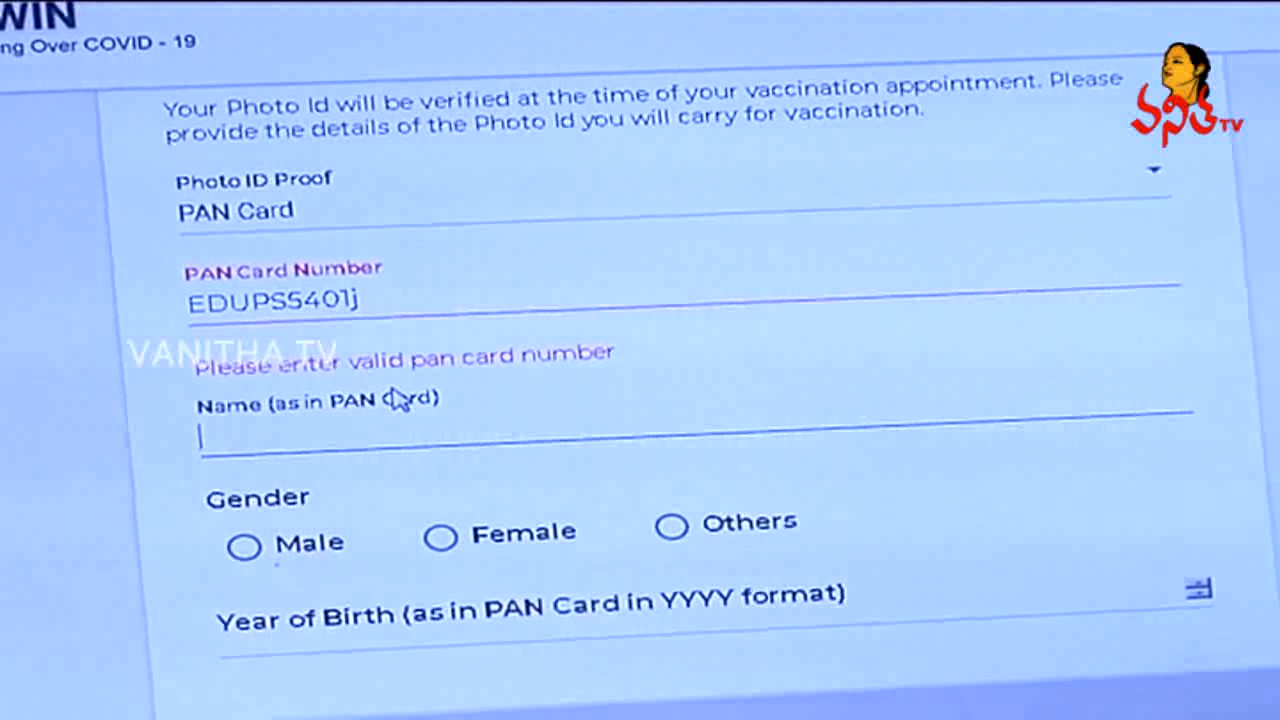 WIN
ng Over COVID - 19
వనిత TV
Your Photo Id will be verified at the time of your vaccination appointment. Please
provide the details of the Photo Id you will carry for vaccination.
Photo ID Proof
PAN Card
PAN Card Number
EDUPS5401j
VANITHA TV
Please enter valid pan card number
Name (as in PAN Card)
Gender
Male Female Others
Year of Birth (as in PAN Card in YYYY format)